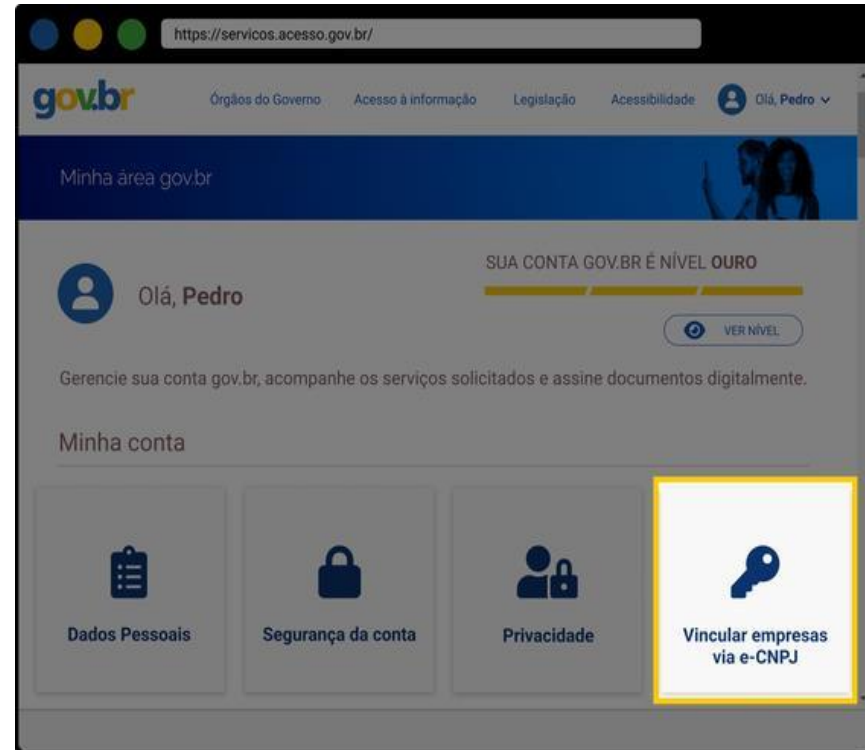 https://servicos.acesso.gov.br/
gov.br
Órgãos do Governo
Acesso à informação
Legislação
Acessibilidade
Olá, Pedro
Minha área gov.br
Olá, Pedro
SUA CONTA GOV.BR É NÍVEL OURO
VER NÍVEL
Gerencie sua conta gov.br, acompanhe os serviços solicitados e assine documentos digitalmente.
Minha conta
Dados Pessoais
Segurança da conta
Privacidade
Vincular empresas
via e-CNPJ